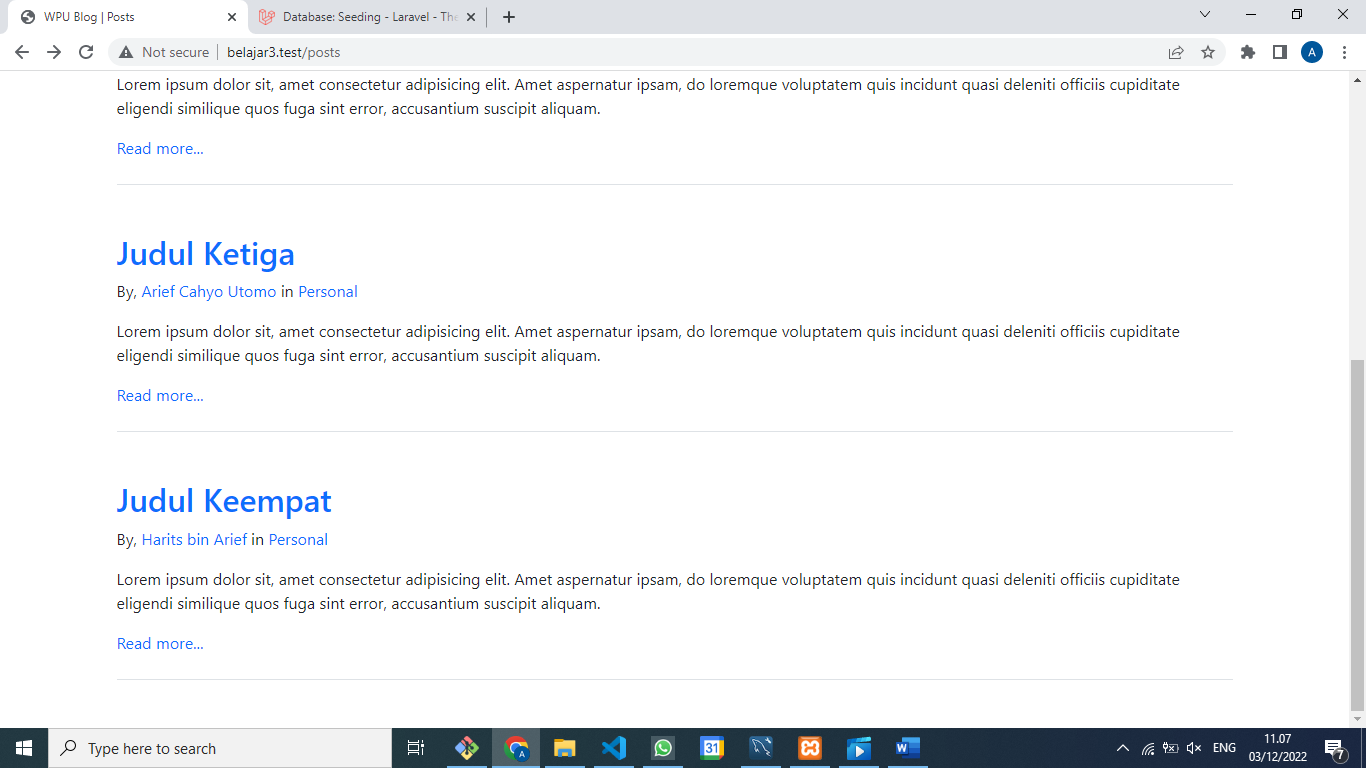 WPU Blog | Posts
Database: Seeding - Laravel - The
Not secure
belajar3.test/posts
A
Lorem ipsum dolor sit, amet consectetur adipisicing elit. Amet aspernatur ipsam, do loremque voluptatem quis incidunt quasi deleniti officiis cupiditate
eligendi similique quos fuga sint error, accusantium suscipit aliquam.
Read more...
Judul Ketiga
By, Arief Cahyo Utomo in Personal
Lorem ipsum dolor sit, amet consectetur adipisicing elit. Amet aspernatur ipsam, do loremque voluptatem quis incidunt quasi deleniti officiis cupiditate
eligendi similique quos fuga sint error, accusantium suscipit aliquam.
Read more...
Judul Keempat
By, Harits bin Arief in Personal
Lorem ipsum dolor sit, amet consectetur adipisicing elit. Amet aspernatur ipsam, do loremque voluptatem quis incidunt quasi deleniti officiis cupiditate
eligendi similique quos fuga sint error, accusantium suscipit aliquam.
Read more...
Type here to search
A
31
W
ENG
11.07
03/12/2022
7